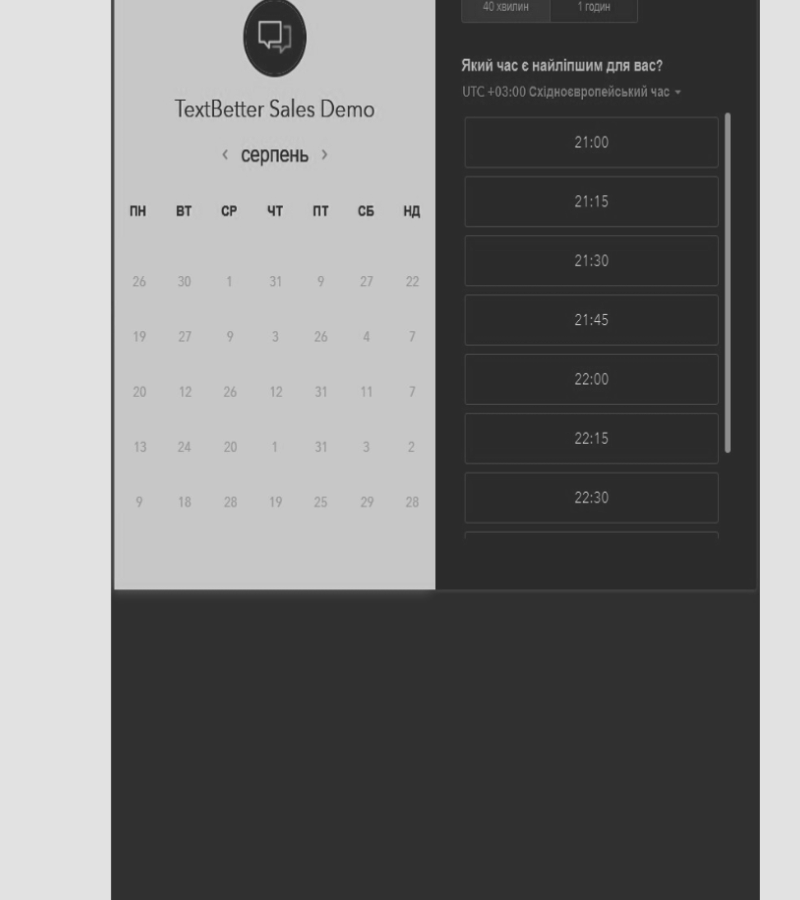 TextBetter Sales Demo
серпень
ПН ВТ СР ЧТ ПТ СБ НД
26 30 1 31 9 27 22
19 27 9 3 26 4 7
20 12 26 12 31 11 7
13 24 20 1 31 3 2
9 18 28 19 25 29 28
40 хвилин 1 годин
Який час є найліпшим для вас?
UTC +03:00 Східноєвропейський час
21:00
21:15
21:30
21:45
22:00
22:15
22:30